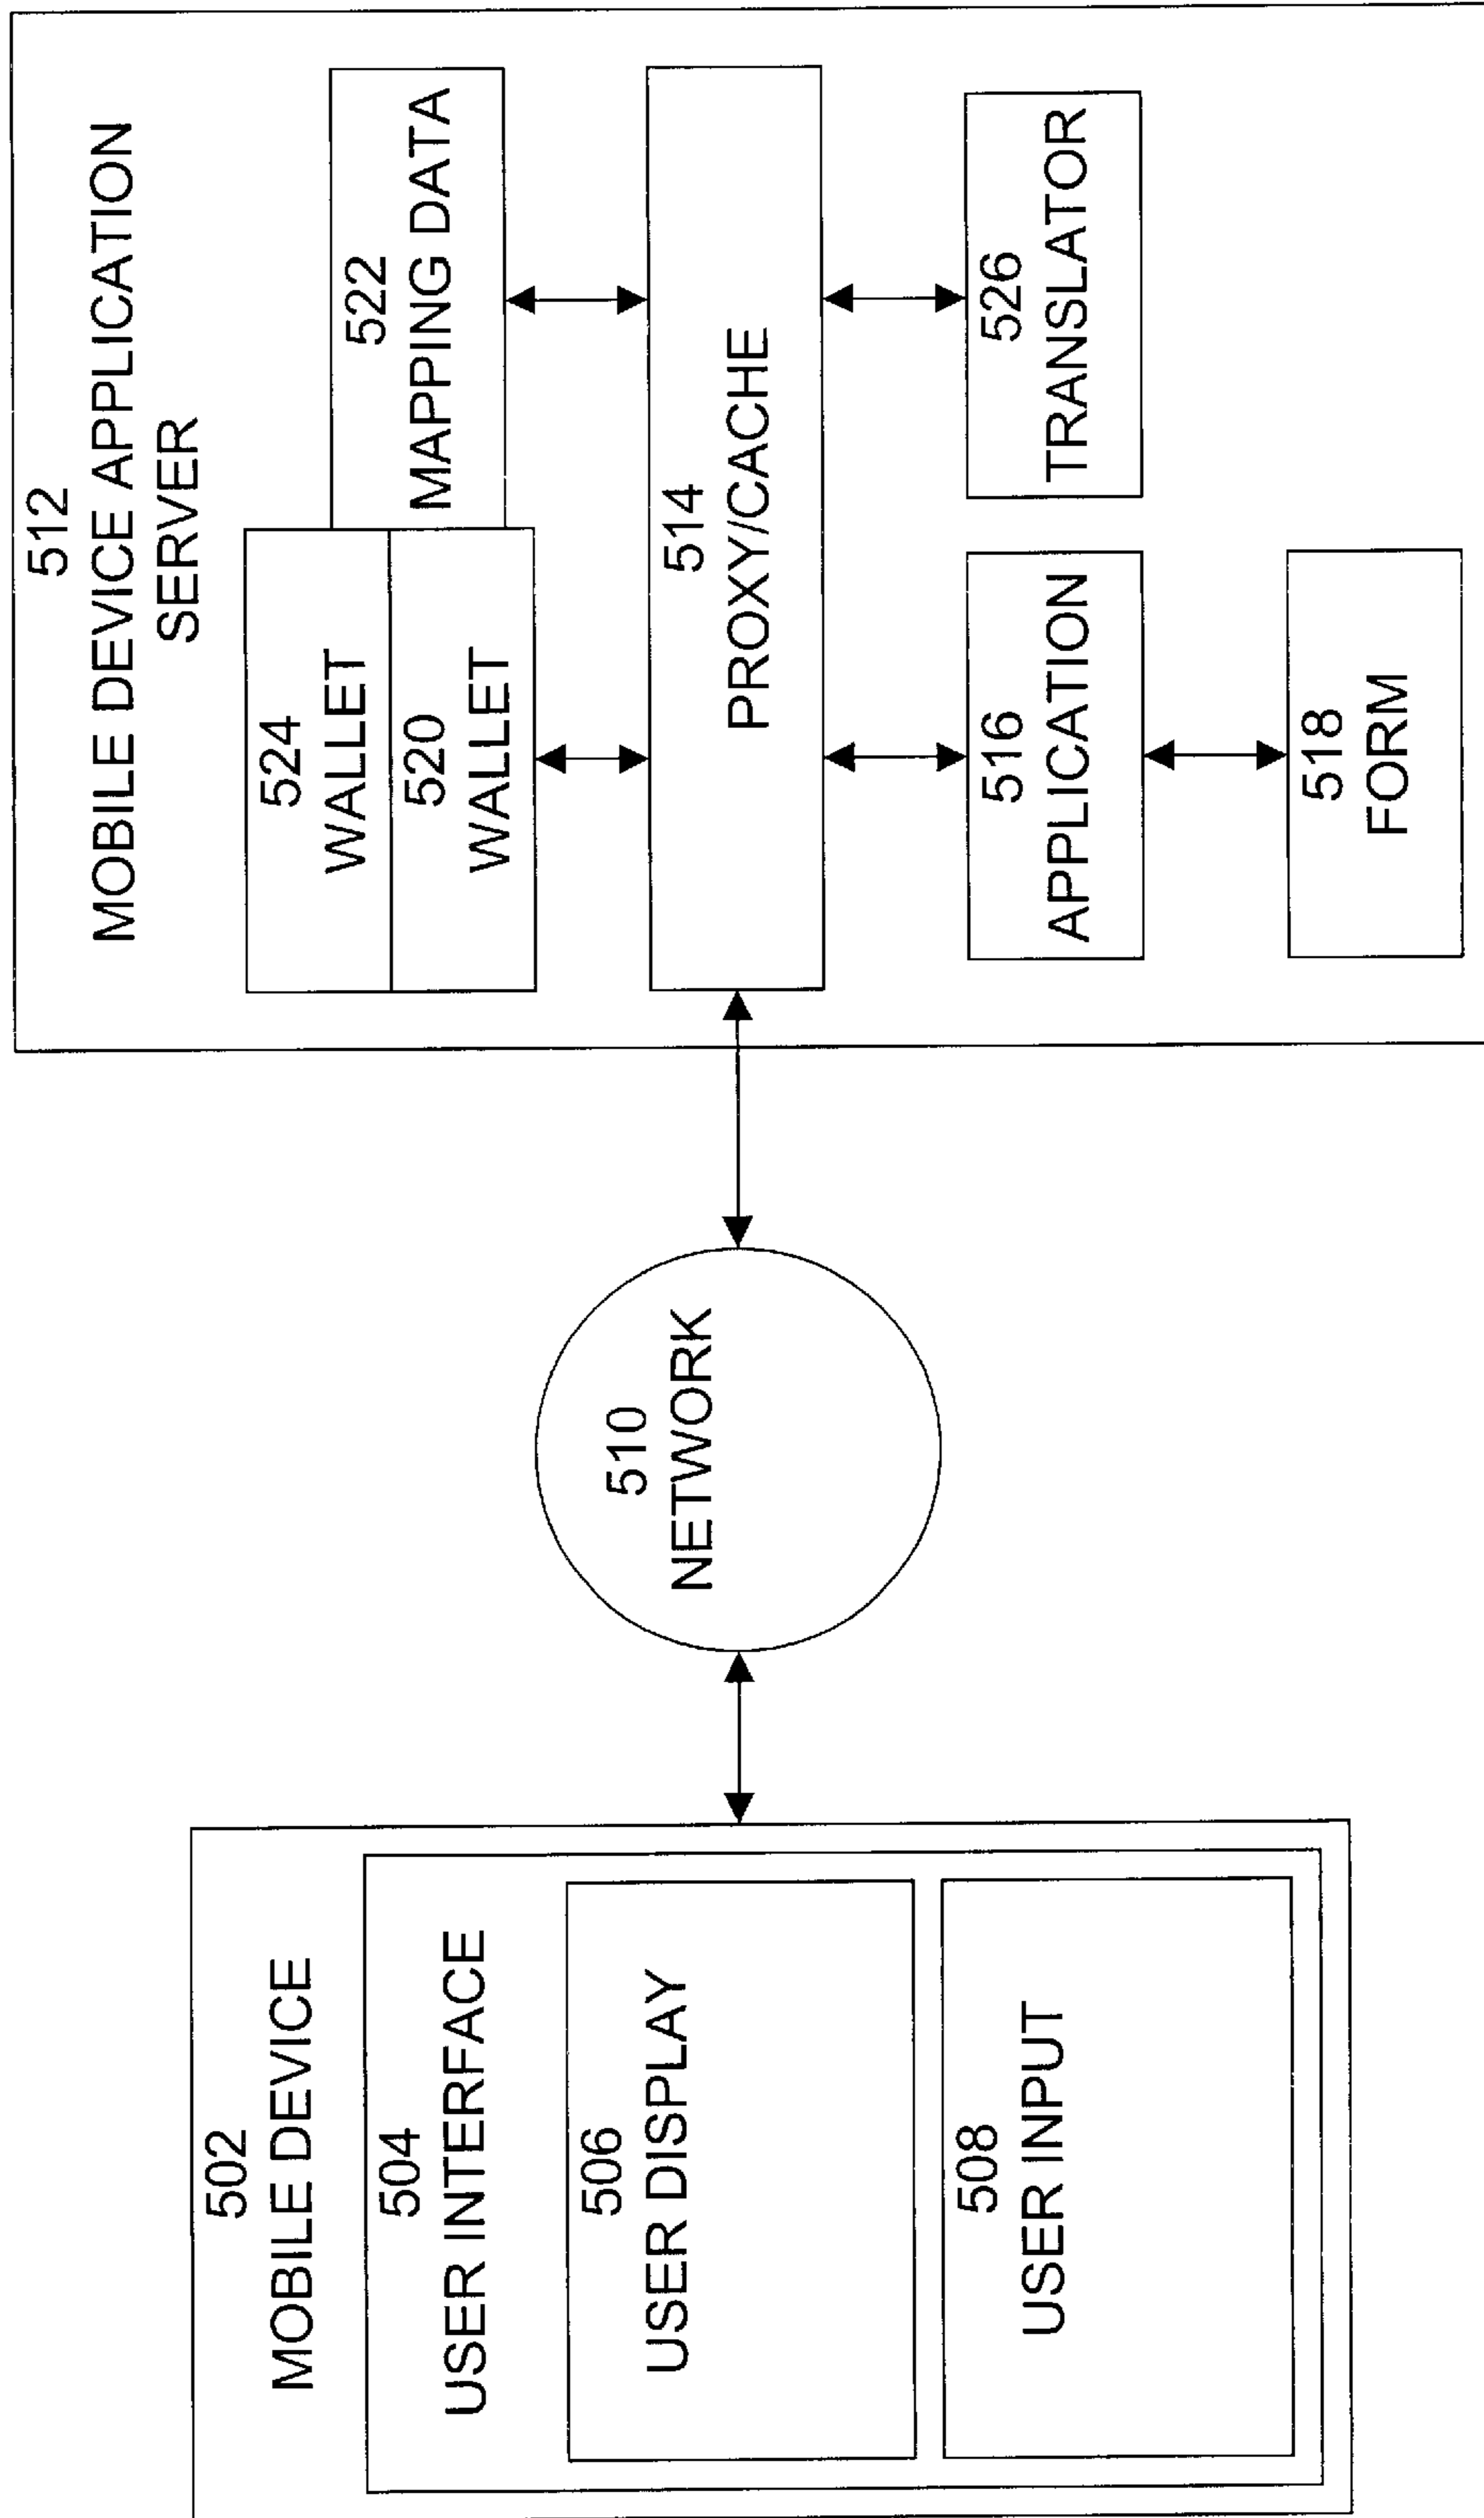 502
MOBILE DEVICE
504
USER INTERFACE
506
USER DISPLAY
508
USER INPUT
510
NETWORK
512
MOBILE DEVICE APPLICATION
SERVER
524
WALLET
520
WALLET
522
MAPPING DATA
514
PROXY/CACHE
516
APPLICATION
526
TRANSLATOR
518
FORM